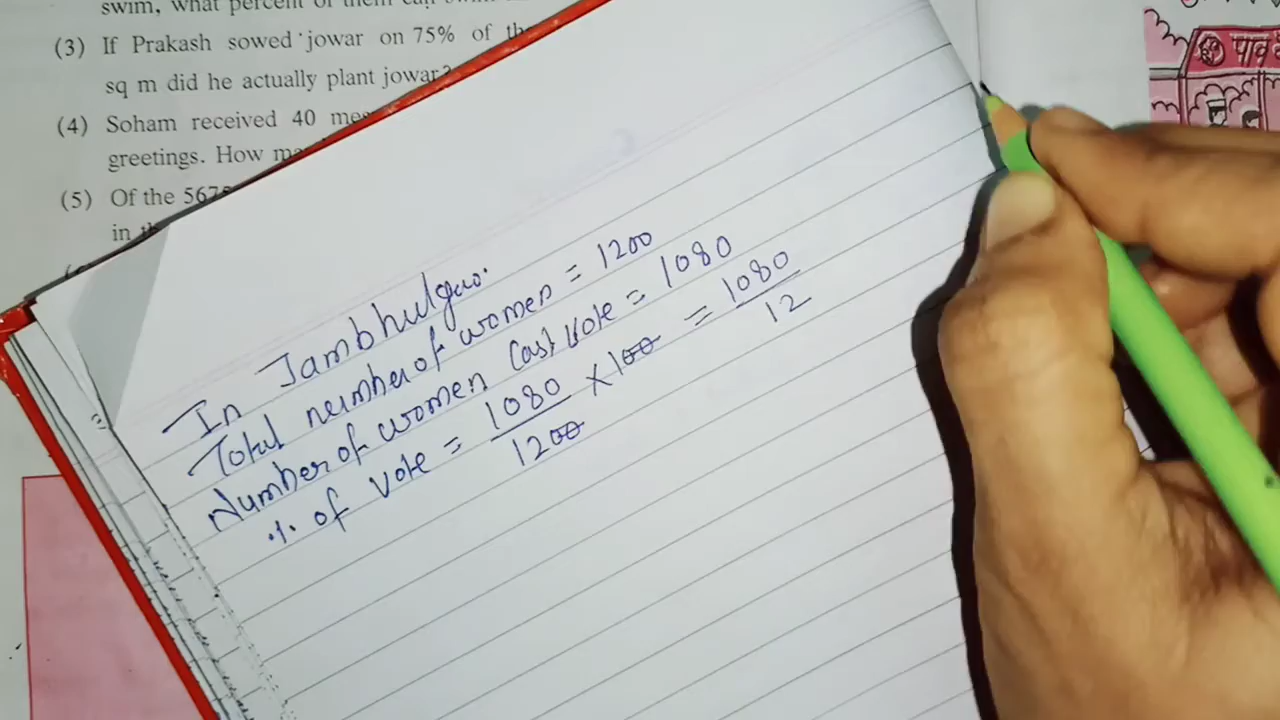 swim, what percent of them can swim
(3) If Prakash sowed jowar on 75% of the
sq m did he actually plant jowar?
(4) Soham received 40
greetings. How
(5) Of the 5675
in
पाव
In Jambhulgao.
Total number of women = 1200
Number of women Cast Vote = 1080
% of Vote = 1080/1200 × 100 = 1080/12